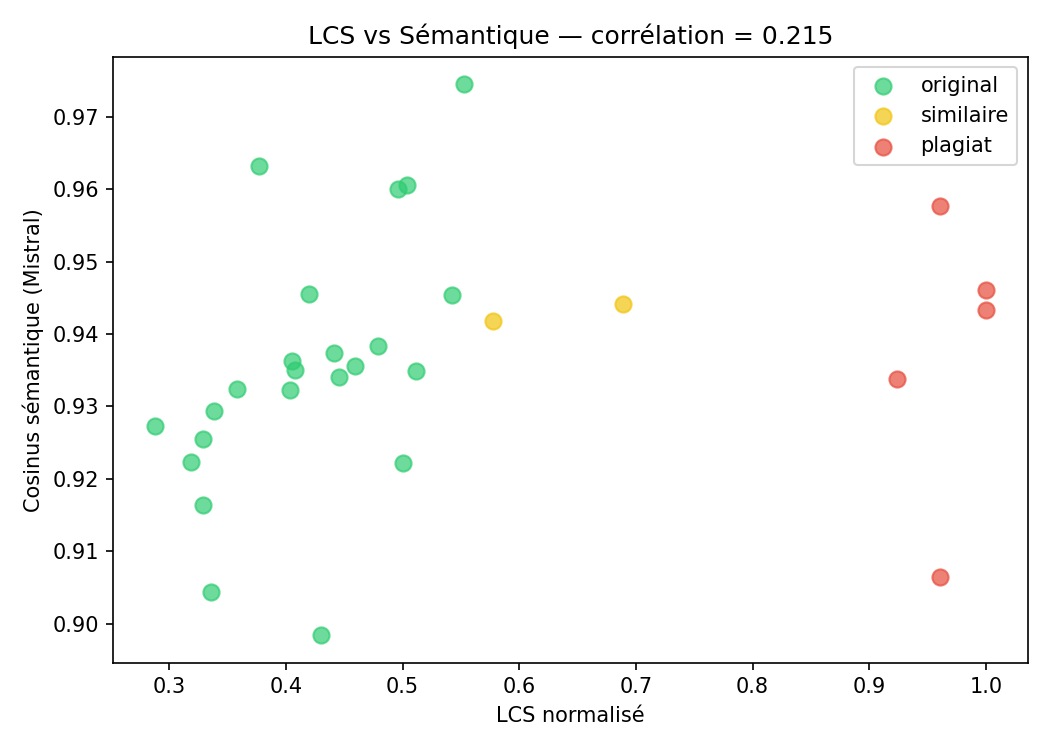 LCS vs Sémantique — corrélation = 0.215
original
similaire
plagiat
Cosinus sémantique (Mistral)
0.97
0.96
0.95
0.94
0.93
0.92
0.91
0.90
0.3 0.4 0.5 0.6 0.7 0.8 0.9 1.0
LCS normalisé